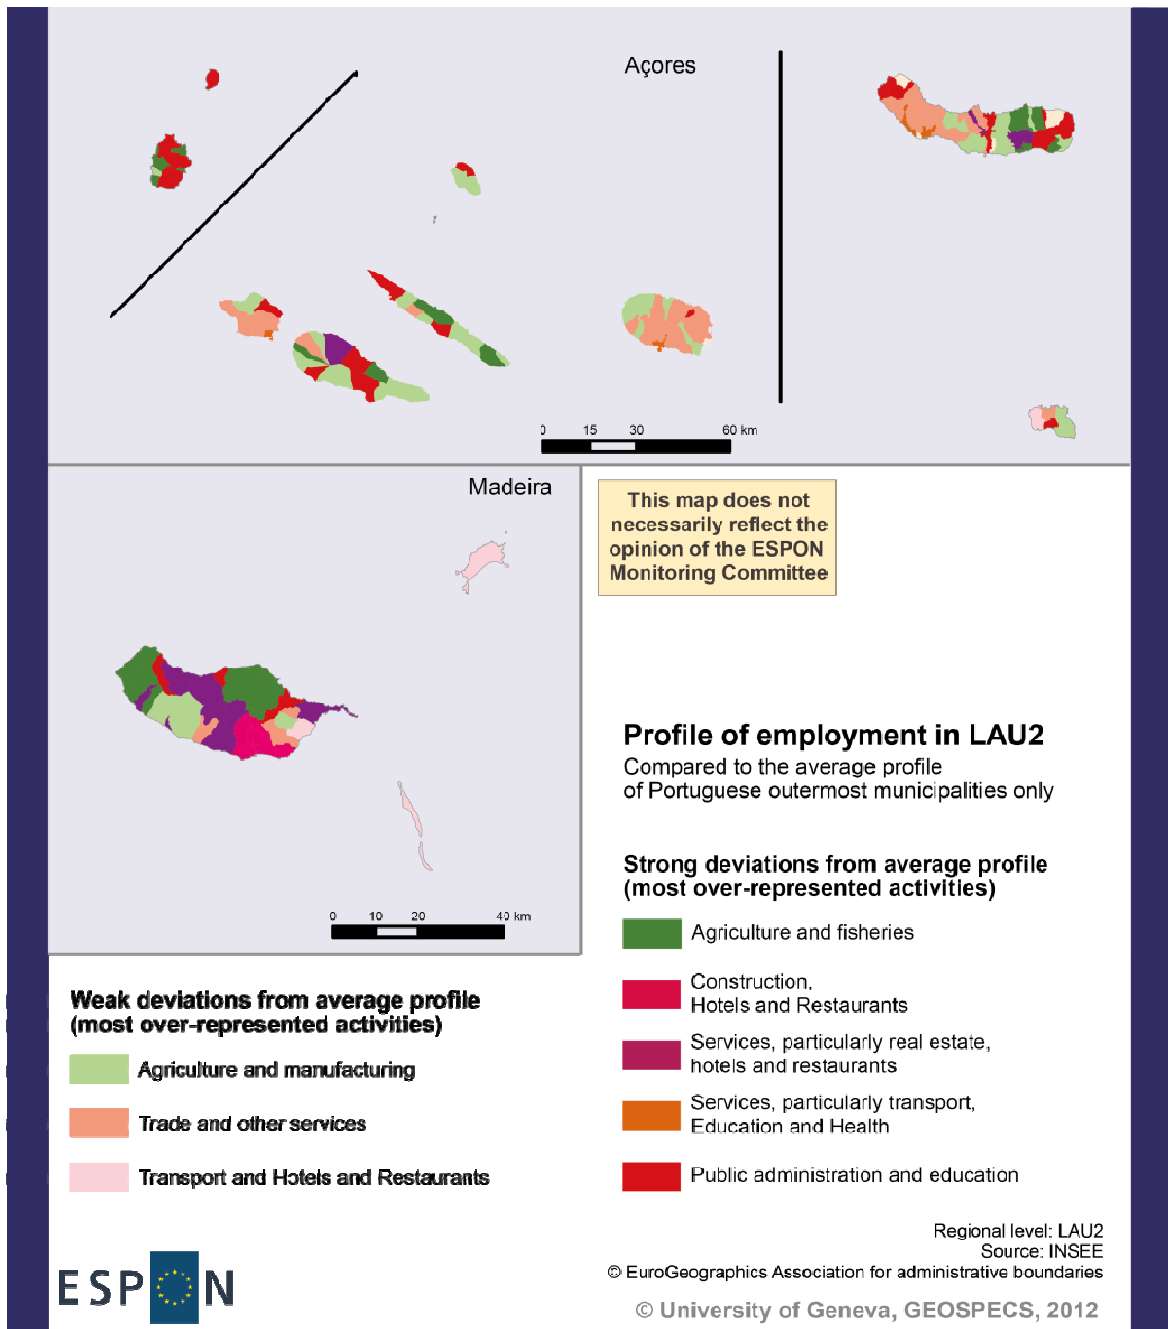 Açores
0 15 30 60 km
Madeira
This map does not
necessarily reflect the
opinion of the ESPON
Monitoring Committee
0 10 20 40 km
Profile of employment in LAU2
Compared to the average profile
of Portuguese outermost municipalities only
Strong deviations from average profile
(most over-represented activities)
Agriculture and fisheries
Construction,
Hotels and Restaurants
Services, particularly real estate,
hotels and restaurants
Services, particularly transport,
Education and Health
Public administration and education
Weak deviations from average profile
(most over-represented activities)
Agriculture and manufacturing
Trade and other services
Transport and Hotels and Restaurants
Regional level: LAU2
Source: INSEE
© EuroGeographics Association for administrative boundaries
ESPON
© University of Geneva, GEOSPECS, 2012